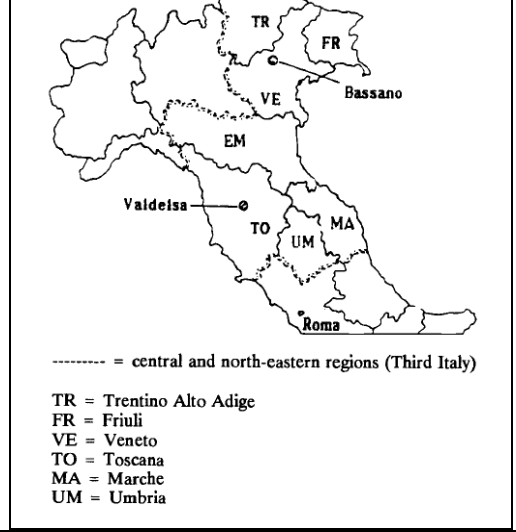 TR
FR
Bassano
VE
EM
Valdelsa
TO
UM
MA
Roma
--------- = central and north-eastern regions (Third Italy)
TR = Trentino Alto Adige
FR = Friuli
VE = Veneto
TO = Toscana
MA = Marche
UM = Umbria